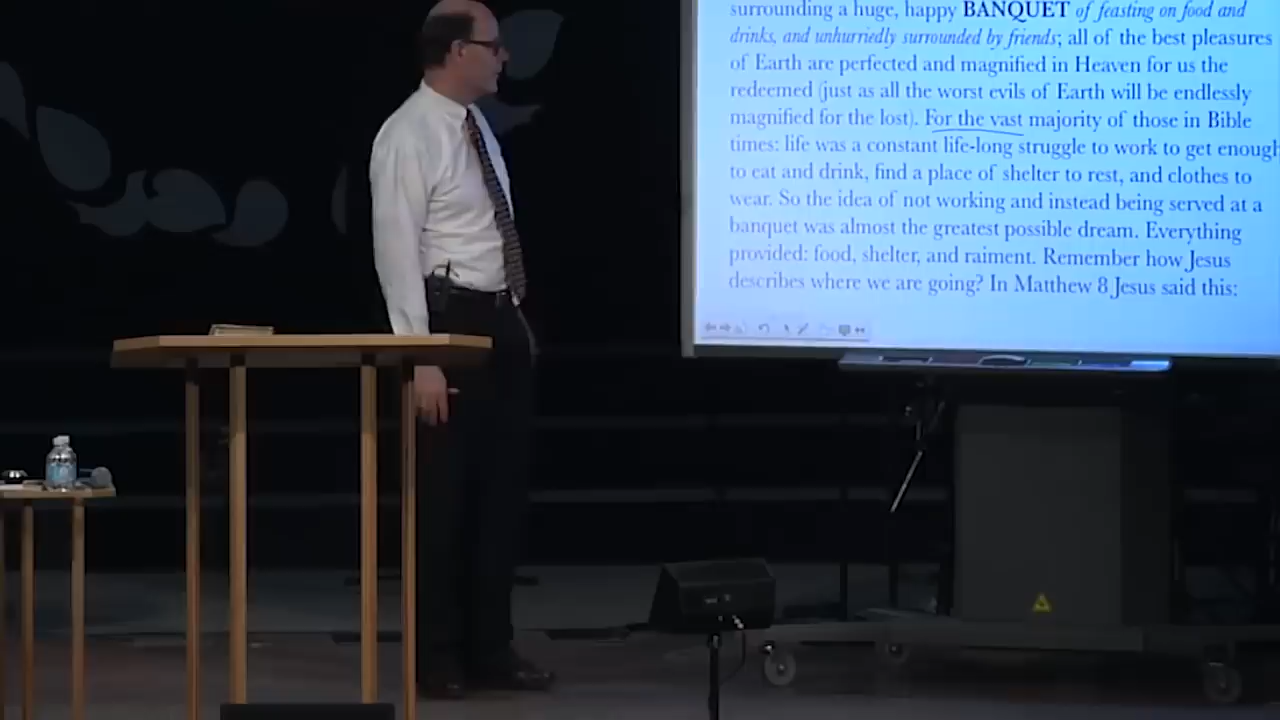 surrounding a huge, happy BANQUET of feasting on food and
drinks, and unhurriedly surrounded by friends; all of the best pleasures
of Earth are perfected and magnified in Heaven for us the
redeemed (just as all the worst evils of Earth will be endlessly
magnified for the lost). For the vast majority of those in Bible
times: life was a constant life-long struggle to work to get enough
to eat and drink, find a place of shelter to rest, and clothes to
wear. So the idea of not working and instead being served at a
banquet was almost the greatest possible dream. Everything
provided: food, shelter, and raiment. Remember how Jesus
describes where we are going? In Matthew 8 Jesus said this: